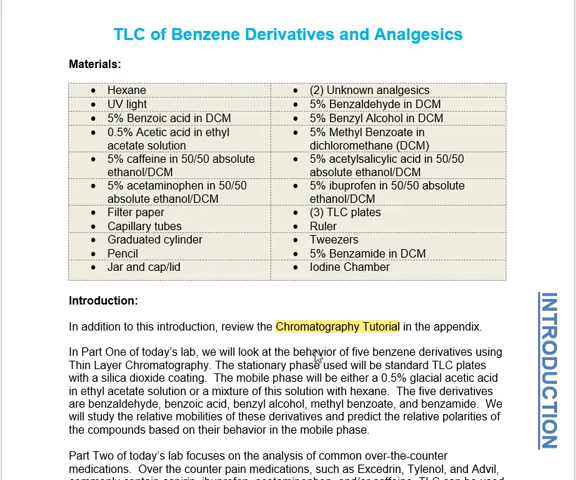 TLC of Benzene Derivatives and Analgesics
Materials:
• Hexane
• UV light
• 5% Benzoic acid in DCM
• 0.5% Acetic acid in ethyl
acetate solution
• 5% caffeine in 50/50 absolute
ethanol/DCM
• 5% acetaminophen in 50/50
absolute ethanol/DCM
• Filter paper
• Capillary tubes
• Graduated cylinder
• Pencil
• Jar and cap/lid
• (2) Unknown analgesics
• 5% Benzaldehyde in DCM
• 5% Benzyl Alcohol in DCM
• 5% Methyl Benzoate in
dichloromethane (DCM)
• 5% acetylsalicylic acid in 50/50
absolute ethanol/DCM
• 5% ibuprofen in 50/50 absolute
ethanol/DCM
• (3) TLC plates
• Ruler
• Tweezers
• 5% Benzamide in DCM
• Iodine Chamber
Introduction:
In addition to this introduction, review the Chromatography Tutorial in the appendix.
In Part One of today's lab, we will look at the behavior of five benzene derivatives using
Thin Layer Chromatography. The stationary phase used will be standard TLC plates
with a silica dioxide coating. The mobile phase will be either a 0.5% glacial acetic acid
in ethyl acetate solution or a mixture of this solution with hexane. The five derivatives
are benzaldehyde, benzoic acid, benzyl alcohol, methyl benzoate, and benzamide. We
will study the relative mobilities of these derivatives and predict the relative polarities of
the compounds based on their behavior in the mobile phase.
Part Two of today's lab focuses on the analysis of common over-the-counter
medications. Over the counter pain medications, such as Excedrin, Tylenol, and Advil,
commonly contain aspirin, ibuprofen, acetaminophen, and/or caffeine. TLC can be used
INTRODUCTION